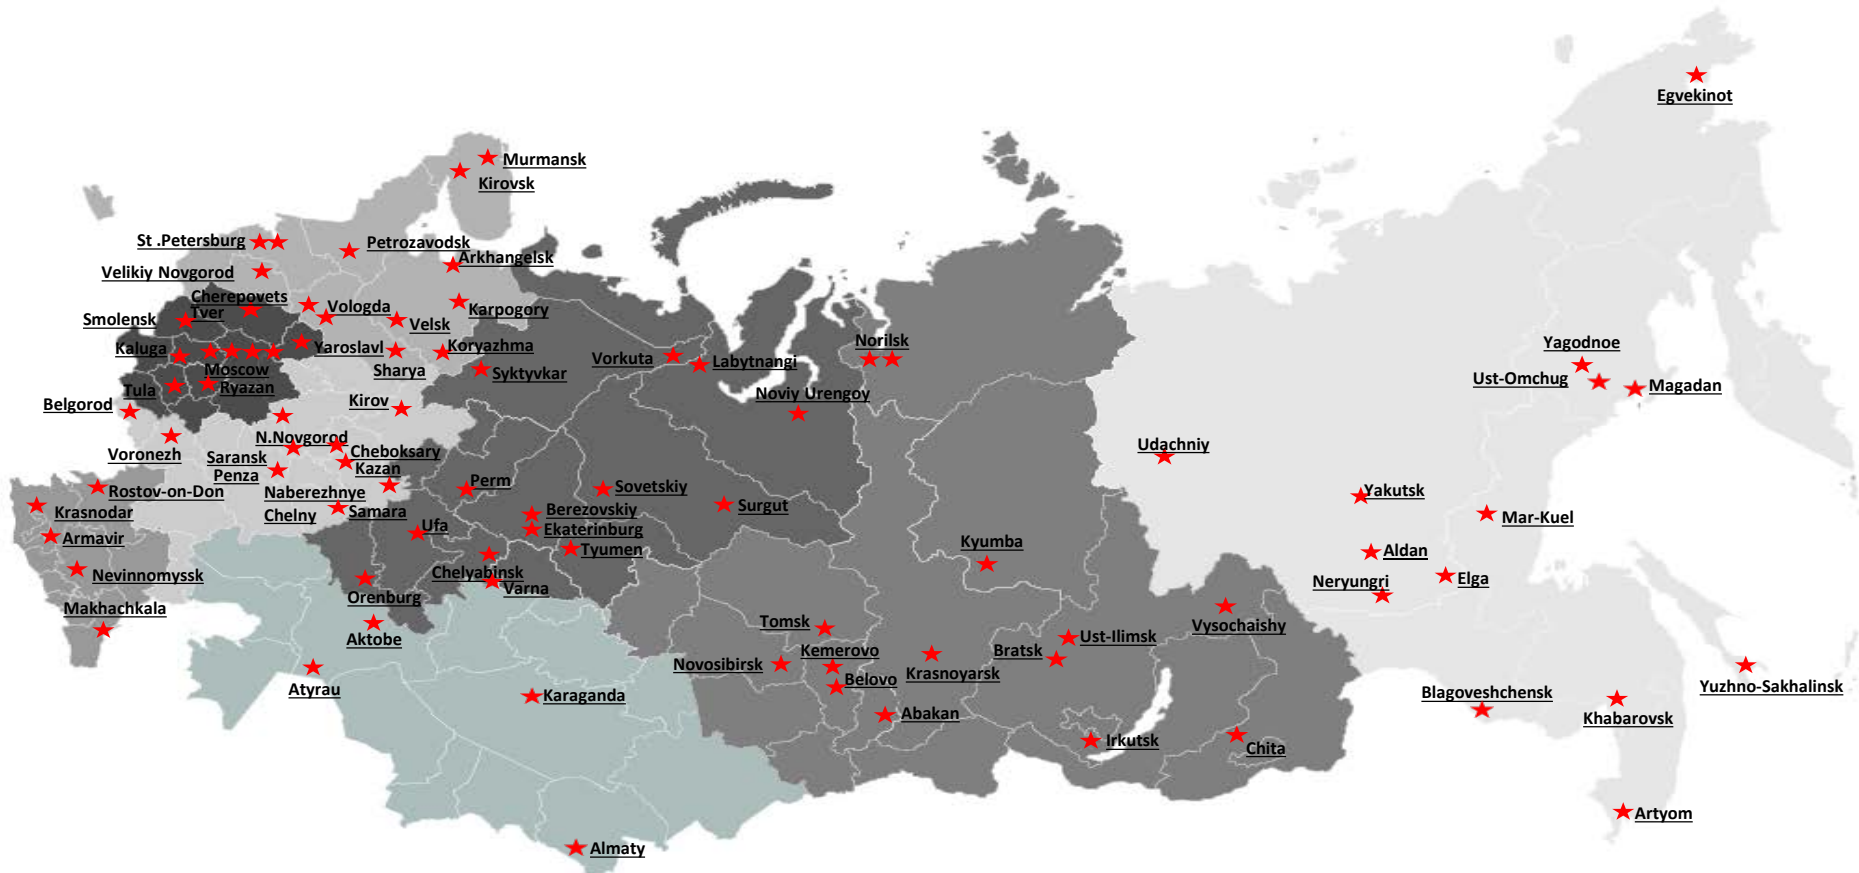 Egvekinot
Murmansk
Kirovsk
St .Petersburg
Petrozavodsk
Arkhangelsk
Velikiy Novgorod
Cherepovets
Tver
Vologda
Karpogory
Smolensk
Velsk
Kaluga
Yaroslavl
Koryazhma
Moscow
Sharya
Syktyvkar
Vorkuta
Labytnangi
Norilsk
Yagodnoe
Ust-Omchug
Magadan
Tula
Ryazan
Belgorod
Kirov
Noviy Urengoy
N.Novgorod
Voronezh
Saransk
Cheboksary
Penza
Kazan
Udachniy
Rostov-on-Don
Naberezhnye
Chelny
Perm
Sovetskiy
Yakutsk
Krasnodar
Samara
Berezovskiy
Surgut
Mar-Kuel
Armavir
Ufa
Ekaterinburg
Tyumen
Kyumba
Aldan
Nevinnomyssk
Chelyabinsk
Varna
Neryungri
Elga
Makhachkala
Orenburg
Aktobe
Tomsk
Ust-Ilimsk
Vysochaishy
Kemerovo
Bratsk
Novosibirsk
Belovo
Krasnoyarsk
Atyrau
Karaganda
Abakan
Blagoveshchensk
Khabarovsk
Yuzhno-Sakhalinsk
Irkutsk
Chita
Artyom
Almaty